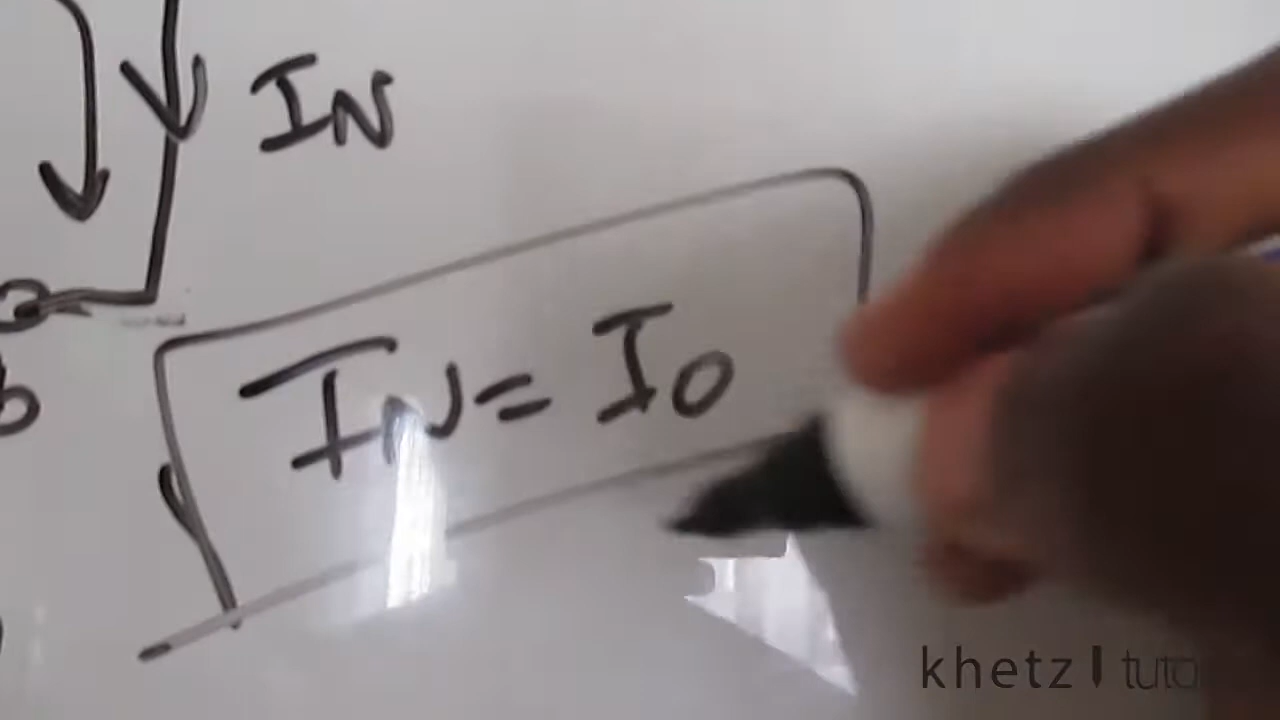 IN
b
IN = IO
khetz tuto